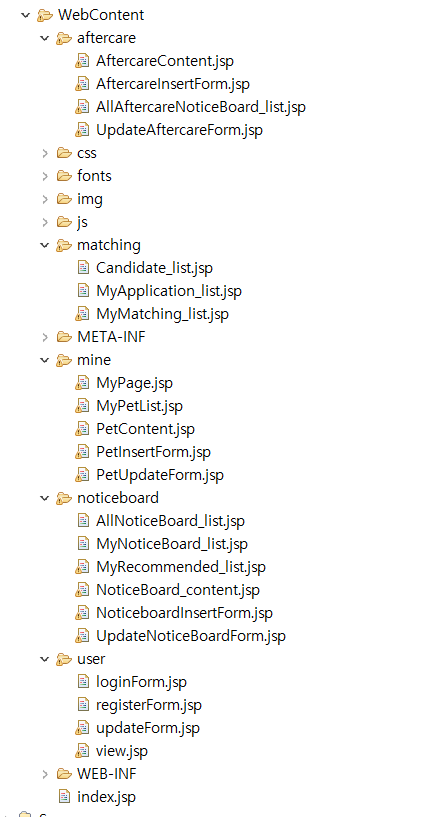 WebContent
aftercare
AftercareContent.jsp
AftercareInsertForm.jsp
AllAftercareNoticeBoard_list.jsp
UpdateAftercareForm.jsp
css
fonts
img
js
matching
Candidate_list.jsp
MyApplication_list.jsp
MyMatching_list.jsp
META-INF
mine
MyPage.jsp
MyPetList.jsp
PetContent.jsp
PetInsertForm.jsp
PetUpdateForm.jsp
noticeboard
AllNoticeBoard_list.jsp
MyNoticeBoard_list.jsp
MyRecommended_list.jsp
NoticeBoard_content.jsp
NoticeboardInsertForm.jsp
UpdateNoticeBoardForm.jsp
user
loginForm.jsp
registerForm.jsp
updateForm.jsp
view.jsp
WEB-INF
index.jsp